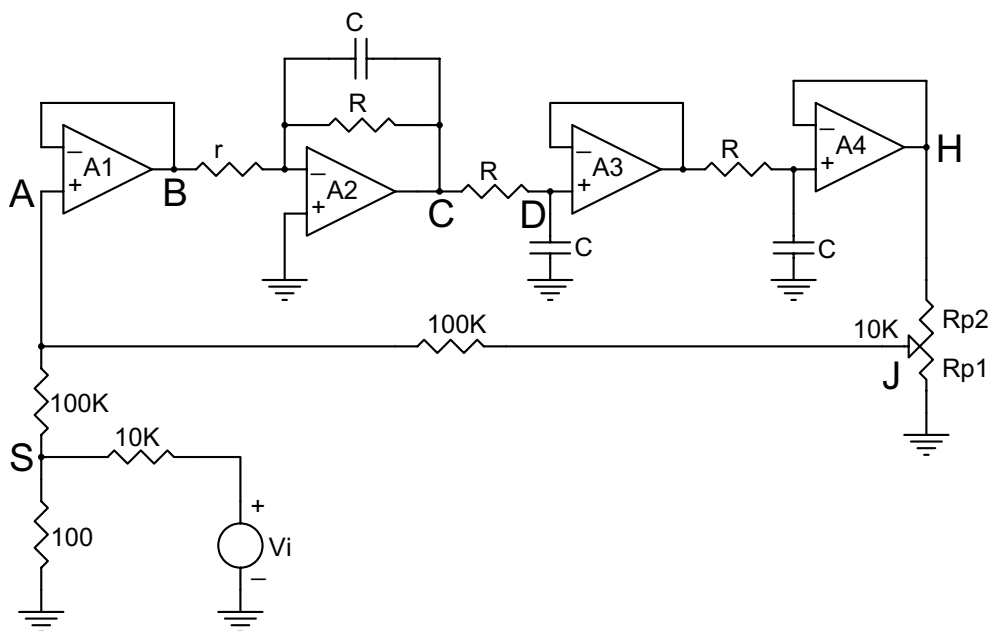 C
R
r
A1
A2
A3
A4
R
R
A
B
C
D
H
C
C
100K
10K
Rp2
Rp1
J
100K
S
10K
100
Vi
− + − + − + − + + −